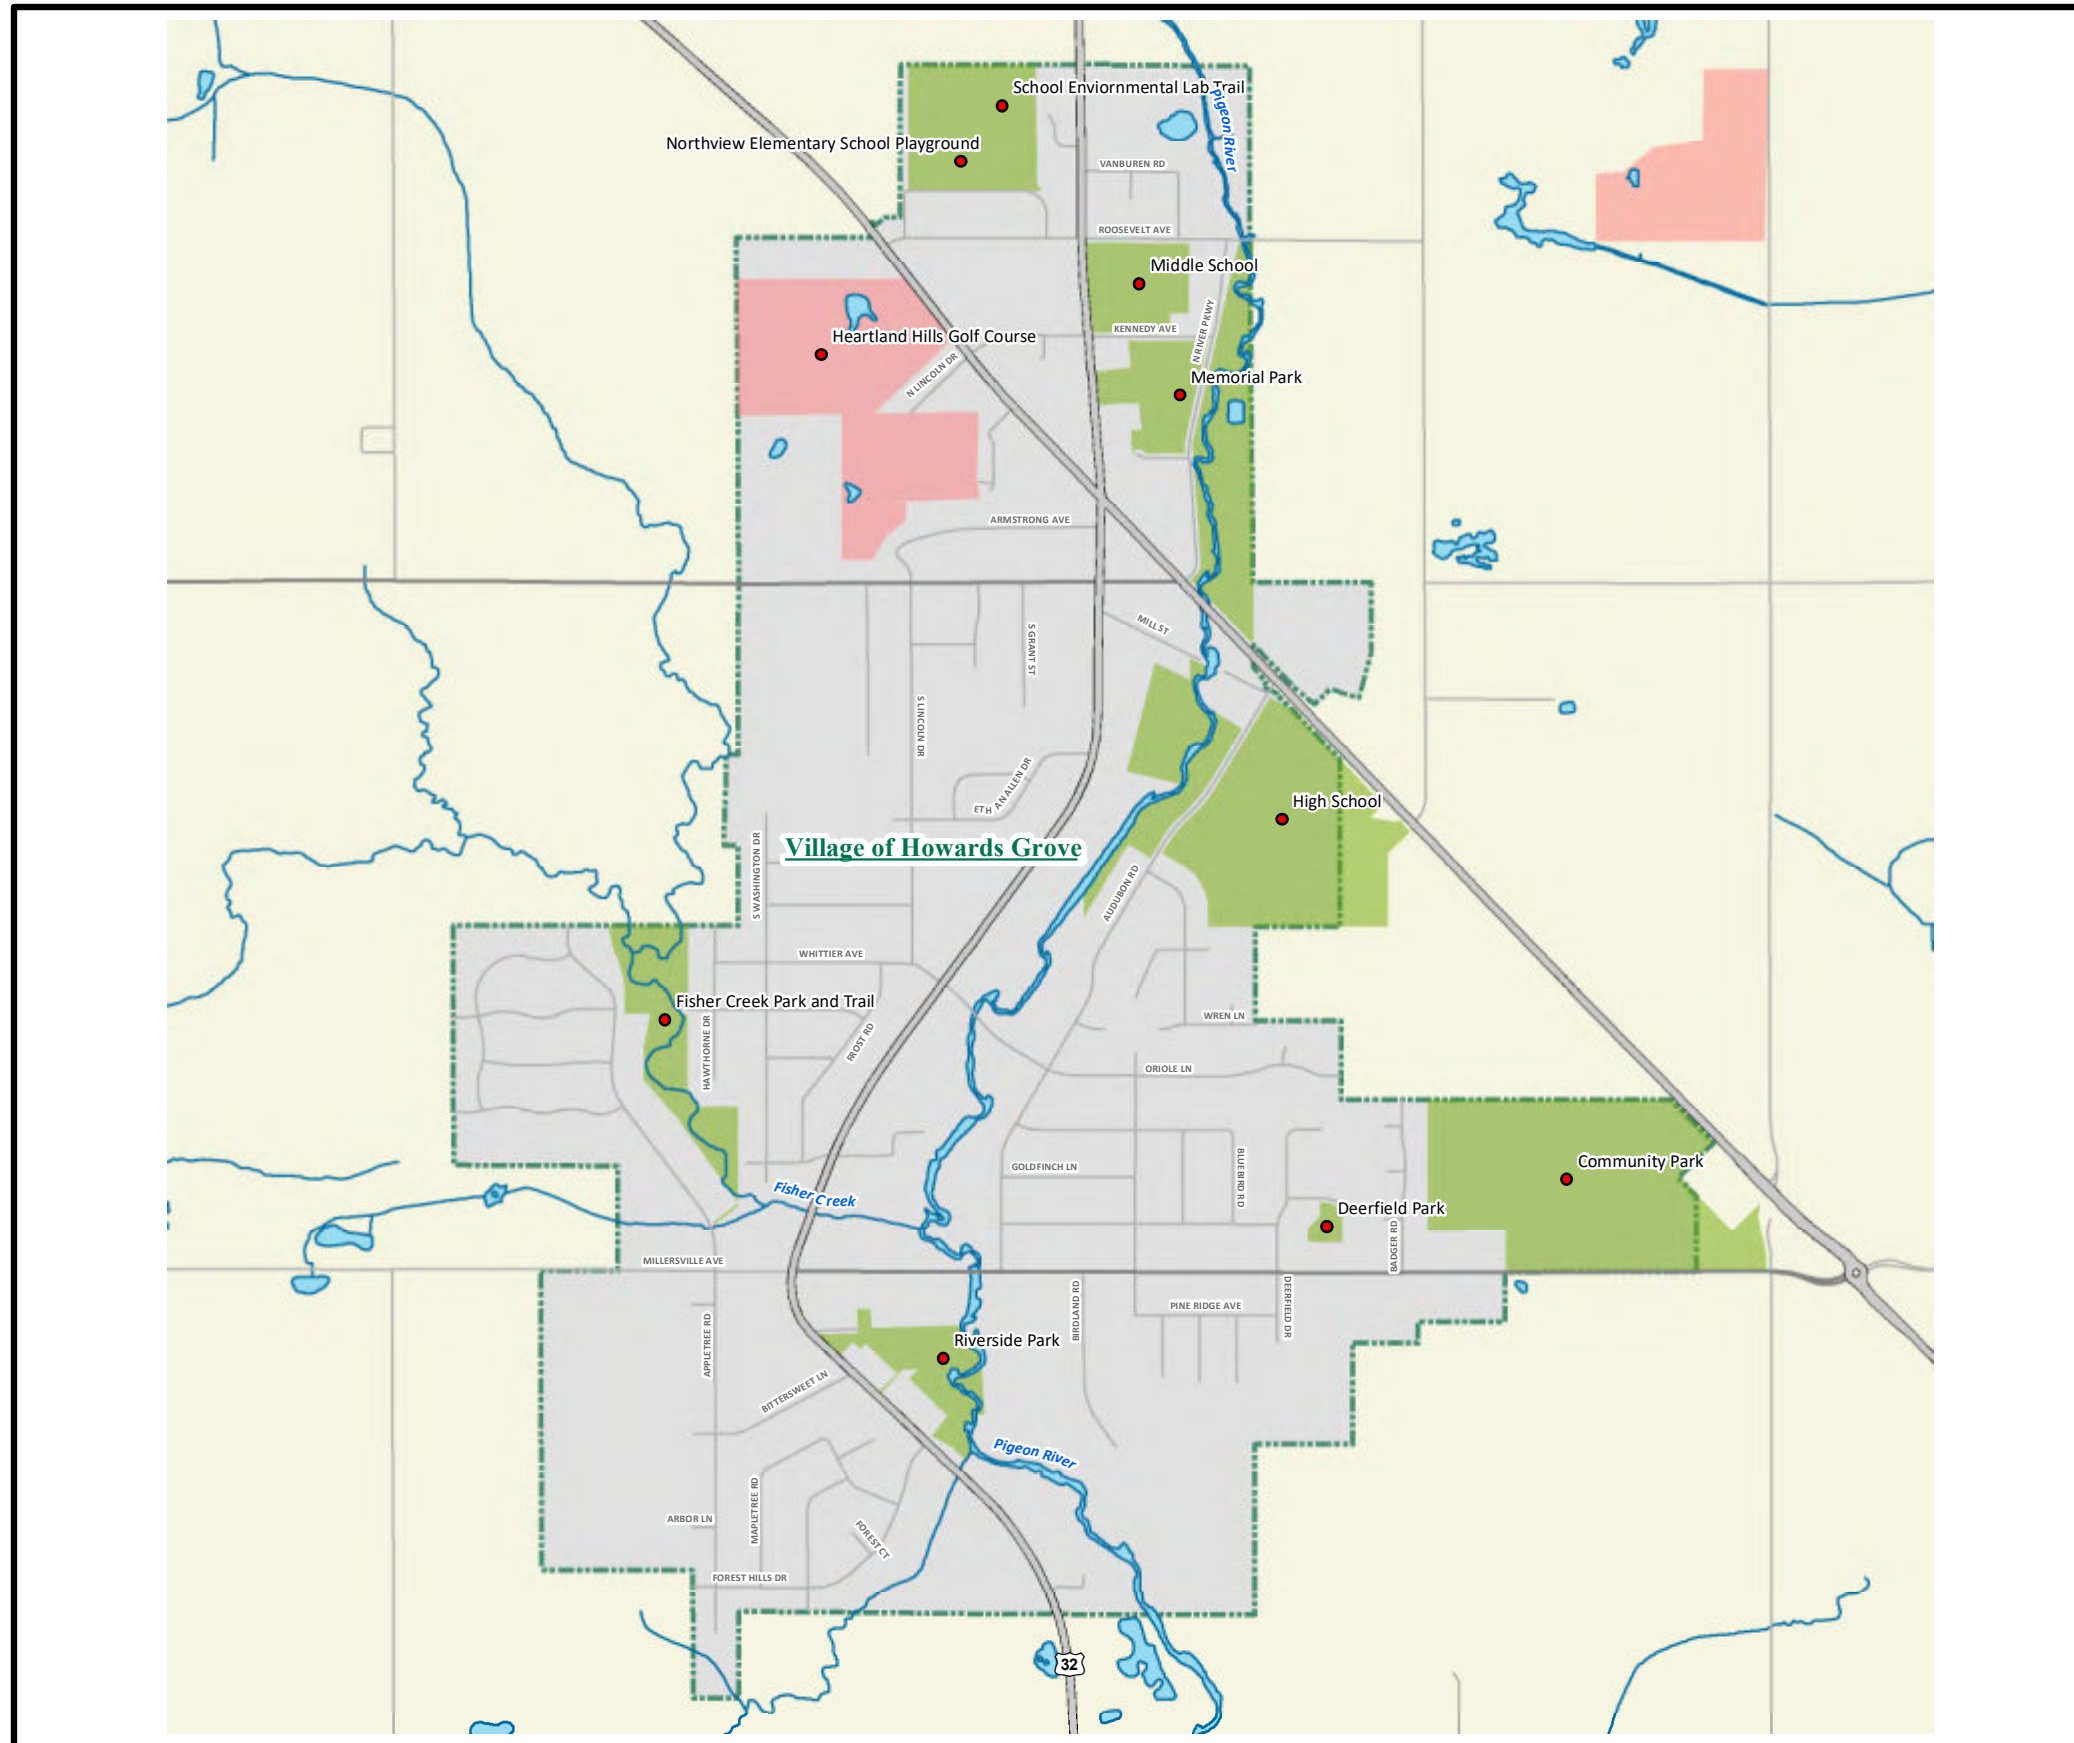 School Enviornmental Lab Trail
Pigeon River
Northview Elementary School Playground
VANBUREN RD
ROOSEVELT AVE
Middle School
N RIVER PKWY
KENNEDY AVE
Heartland Hills Golf Course
N LINCOLN DR
Memorial Park
ARMSTRONG AVE
MILL ST
S GRANT ST
S LINCOLN DR
ETHAN ALLEN DR
High School
Village of Howards Grove
S WASHINGTON DR
AUDUBON RD
WHITTIER AVE
Fisher Creek Park and Trail
WREN LN
HAWTHORNE DR
FROST RD
ORIOLE LN
GOLDFINCH LN
BLUEBIRD RD
Community Park
Fisher Creek
Deerfield Park
BADGER RD
MILLERSVILLE AVE
BIRDLAND RD
PINE RIDGE AVE
DEERFIELD DR
APPLETREE RD
Riverside Park
BITTERSWEET LN
Pigeon River
MAPLETREE RD
ARBOR LN
FOREST CT
FOREST HILLS DR
32